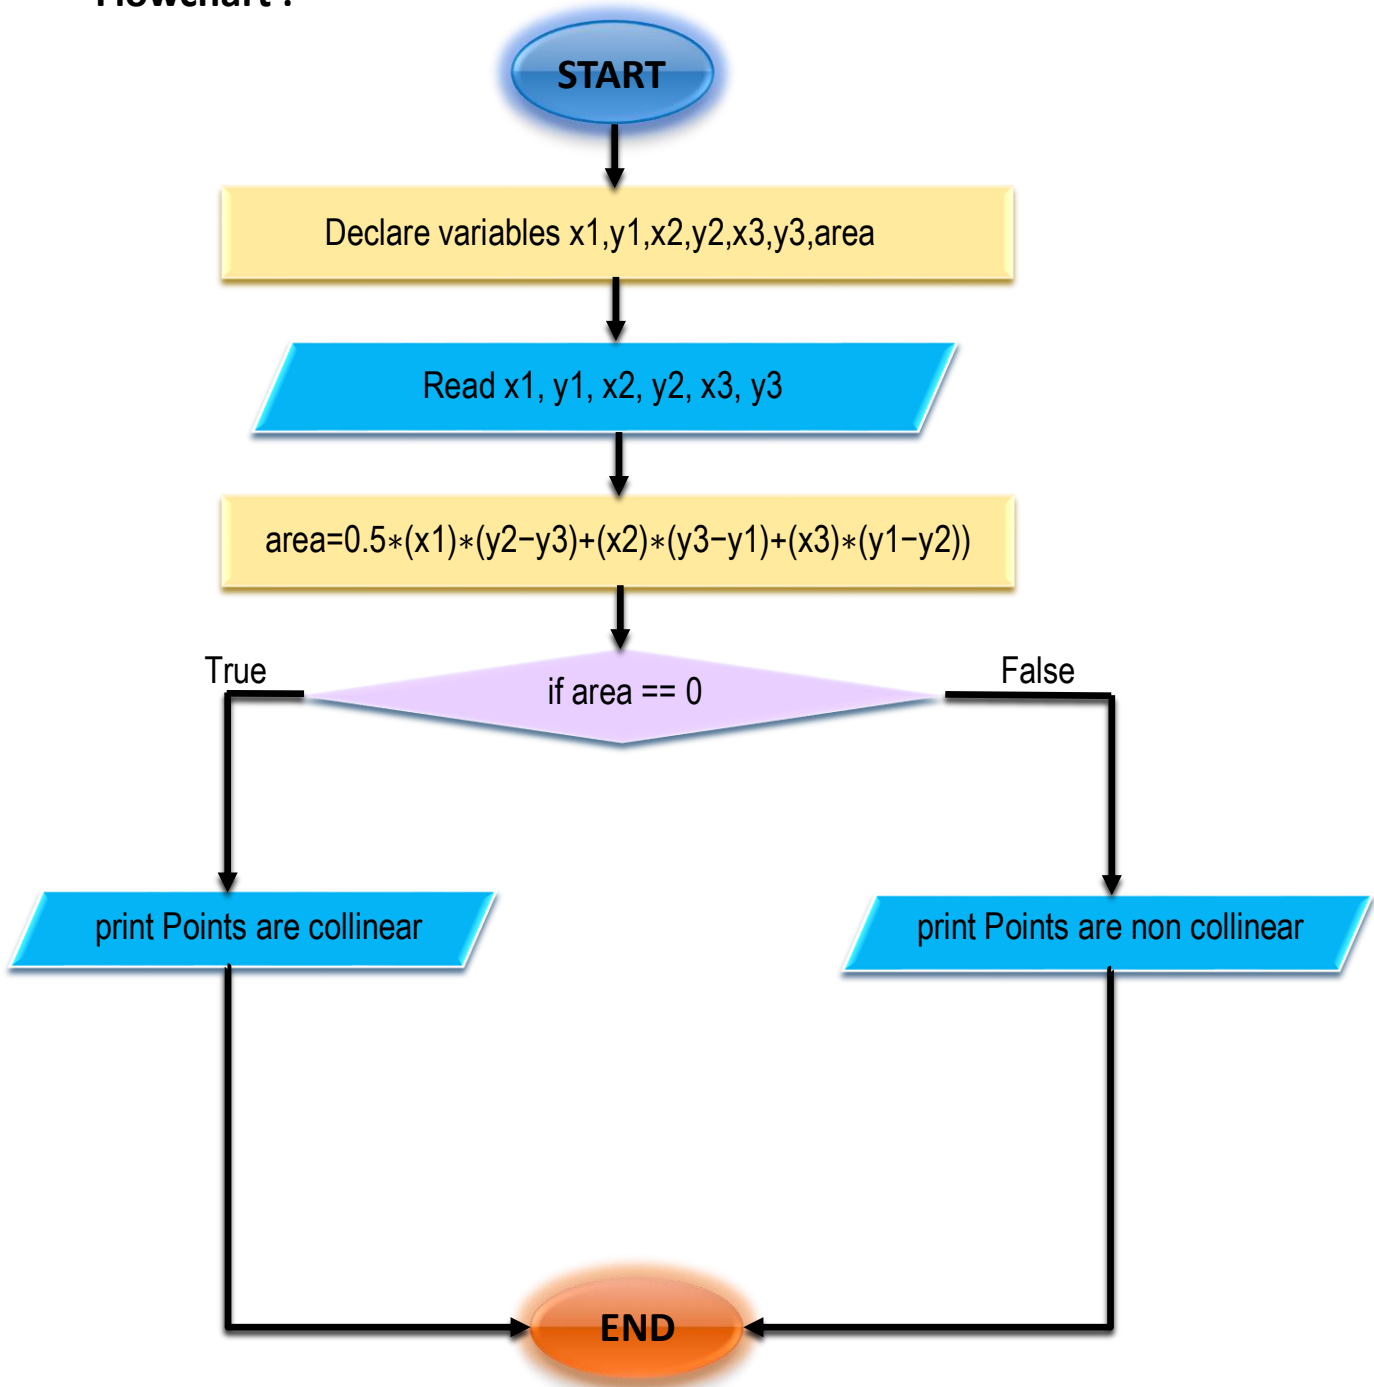 Flowchart :
START
Declare variables x1,y1,x2,y2,x3,y3,area
Read x1, y1, x2, y2, x3, y3
area=0.5∗(x1)∗(y2−y3)+(x2)∗(y3−y1)+(x3)∗(y1−y2))
True
False
if area == 0
print Points are collinear
print Points are non collinear
END